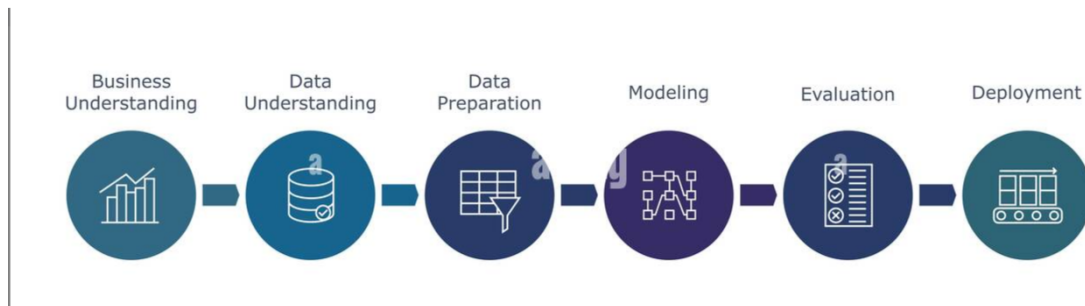 Business
Understanding
Data
Understanding
Data
Preparation
Modeling
Evaluation
Deployment
a
a